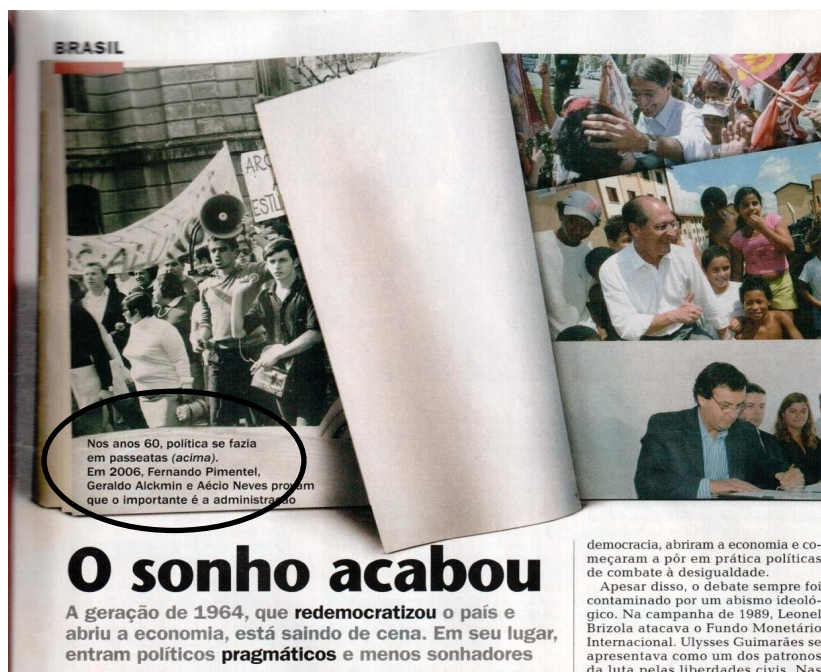 BRASIL
ARQ
A
ESTU
CALU
Nos anos 60, política se fazia
em passeatas (acima).
Em 2006, Fernando Pimentel,
Geraldo Alckmin e Aécio Neves provam
que o importante é a administração
O sonho acabou
A geração de 1964, que redemocratizou o país e
abriu a economia, está saindo de cena. Em seu lugar,
entram políticos pragmáticos e menos sonhadores
democracia, abriram a economia e co-
meçaram a pôr em prática políticas
de combate à desigualdade.
Apesar disso, o debate sempre foi
contaminado por um abismo ideoló-
gico. Na campanha de 1989, Leonel
Brizola atacava o Fundo Monetário
Internacional. Ulysses Guimarães se
apresentava como um dos patronos
da luta pelas liberdades civis. Nas